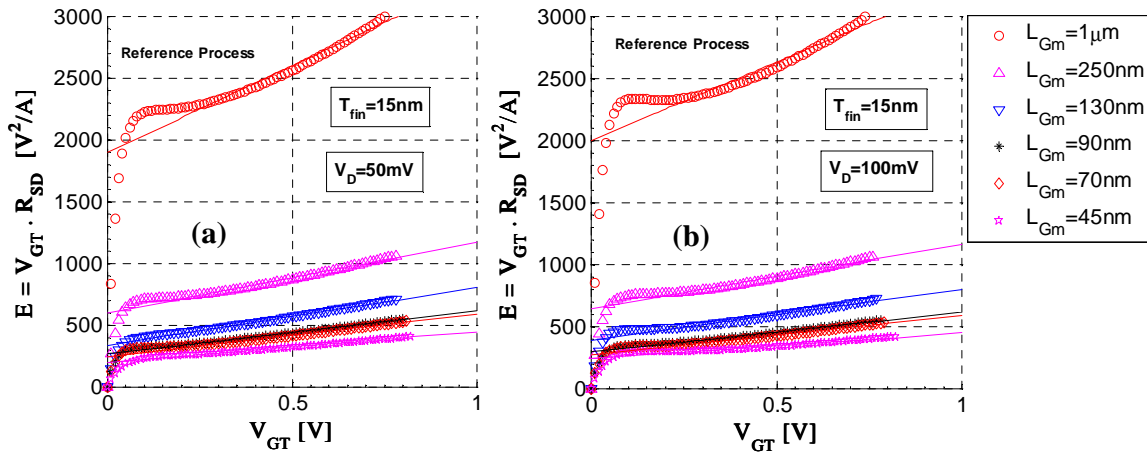 3000
2500
2000
1500
1000
500
0
0
0.5
1
E = V_GT · R_SD [V²/A]
V_GT [V]
Reference Process
T_fin=15nm
V_D=50mV
(a)
3000
2500
2000
1500
1000
500
0
0
0.5
1
E = V_GT · R_SD [V²/A]
V_GT [V]
Reference Process
T_fin=15nm
V_D=100mV
(b)
L_Gm=1μm
L_Gm=250nm
L_Gm=130nm
L_Gm=90nm
L_Gm=70nm
L_Gm=45nm